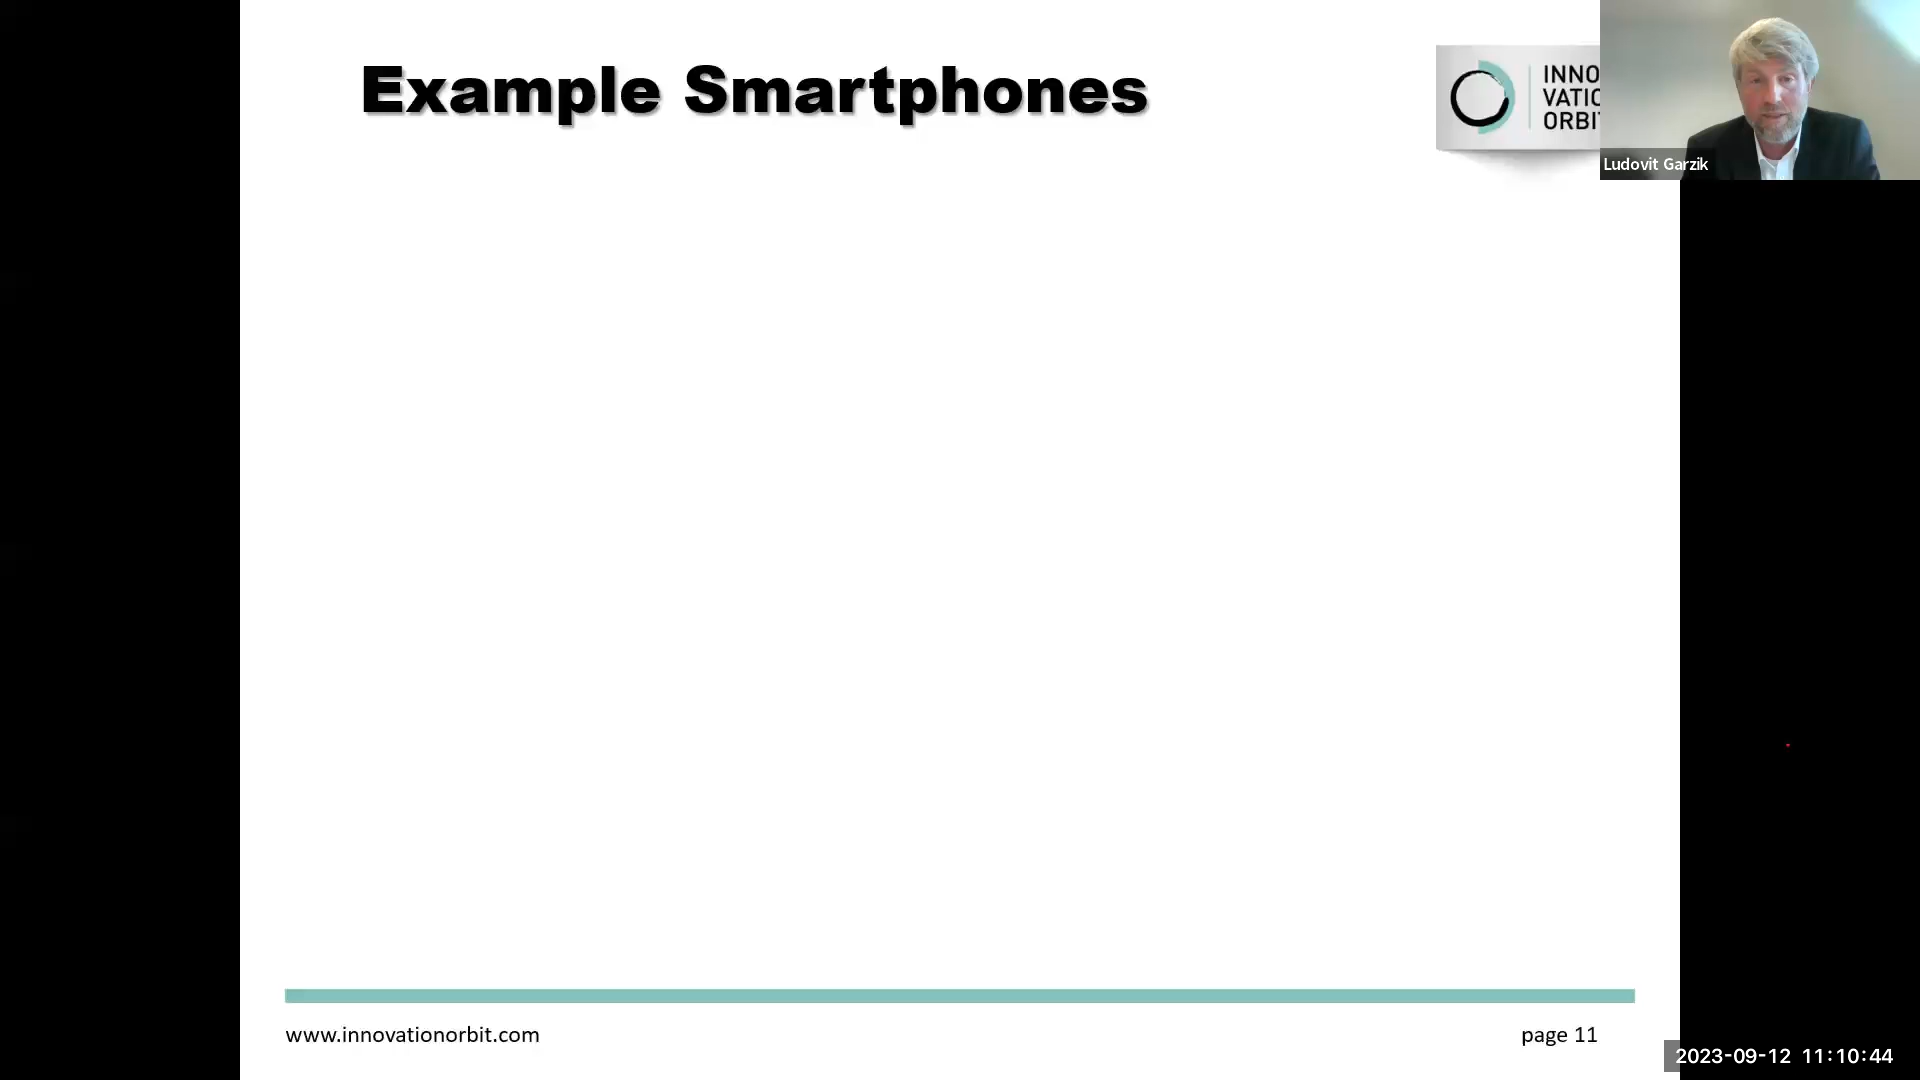 Example Smartphones
INNO
VATIO
ORBIT
Ludovit Garzik
www.innovationorbit.com
page 11
2023-09-12 11:10:44